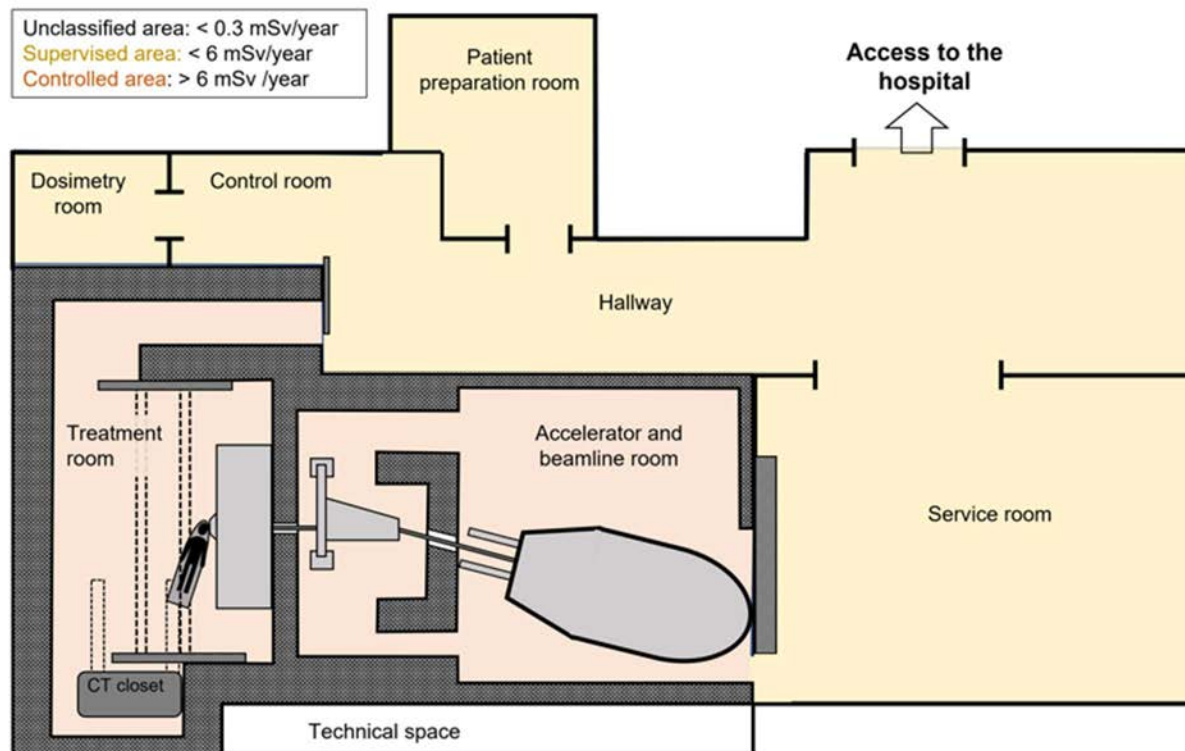 Unclassified area: < 0.3 mSv/year
Supervised area: < 6 mSv/year
Controlled area: > 6 mSv /year
Patient
preparation room
Access to the
hospital
Dosimetry
room
Control room
Hallway
Treatment
room
Accelerator and
beamline room
Service room
CT closet
Technical space